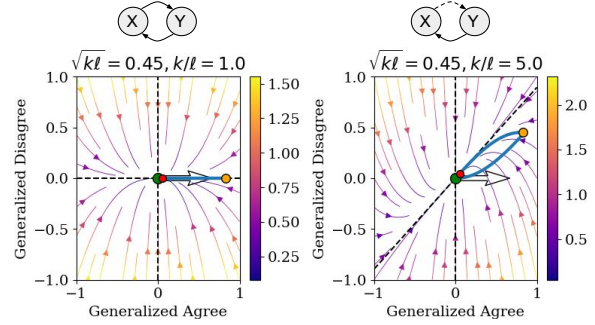 X Y
X Y
√kℓ = 0.45, k/ℓ = 1.0
√kℓ = 0.45, k/ℓ = 5.0
Generalized Disagree
1.0
0.5
0.0
−0.5
−1.0
−1 0 1
Generalized Agree
1.50
1.25
1.00
0.75
0.50
0.25
Generalized Disagree
1.0
0.5
0.0
−0.5
−1.0
−1 0 1
Generalized Agree
2.0
1.5
1.0
0.5